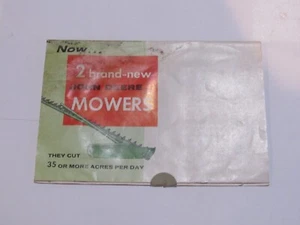 Now...
2 brand-new
JOHN DEERE
MOWERS
THEY CUT
35 OR MORE ACRES PER DAY